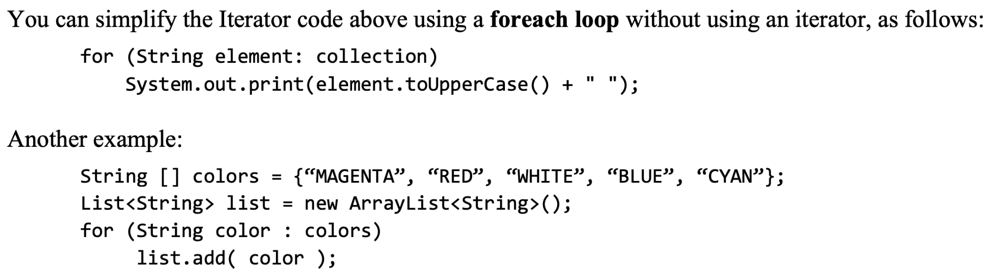 You can simplify the Iterator code above using a foreach loop without using an iterator, as follows:
for (String element: collection)
System.out.print(element.toUpperCase() + " ");
Another example:
String [] colors = {“MAGENTA”, “RED”, “WHITE”, “BLUE”, “CYAN”};
List<String> list = new ArrayList<String>();
for (String color : colors)
list.add( color );